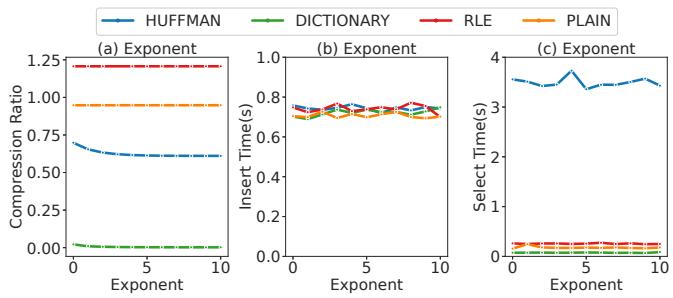 HUFFMAN DICTIONARY RLE PLAIN
(a) Exponent (b) Exponent (c) Exponent
Compression Ratio
1.25
1.00
0.75
0.50
0.25
0.00
0 5 10
Exponent
Insert Time(s)
1.0
0.8
0.6
0.4
0.2
0.0
0 5 10
Exponent
Select Time(s)
4
3
2
1
0
0 5 10
Exponent